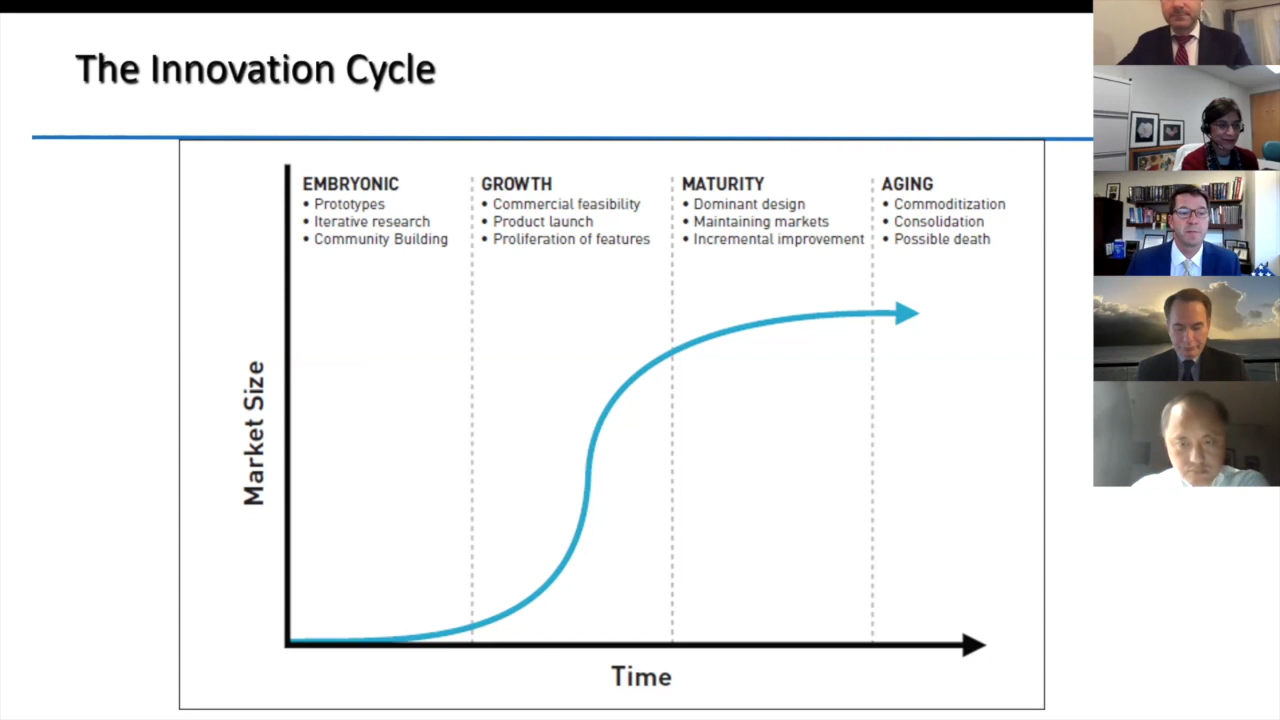 The Innovation Cycle
EMBRYONIC
• Prototypes
• Iterative research
• Community Building
GROWTH
• Commercial feasibility
• Product launch
• Proliferation of features
MATURITY
• Dominant design
• Maintaining markets
• Incremental improvement
AGING
• Commoditization
• Consolidation
• Possible death
Market Size
Time